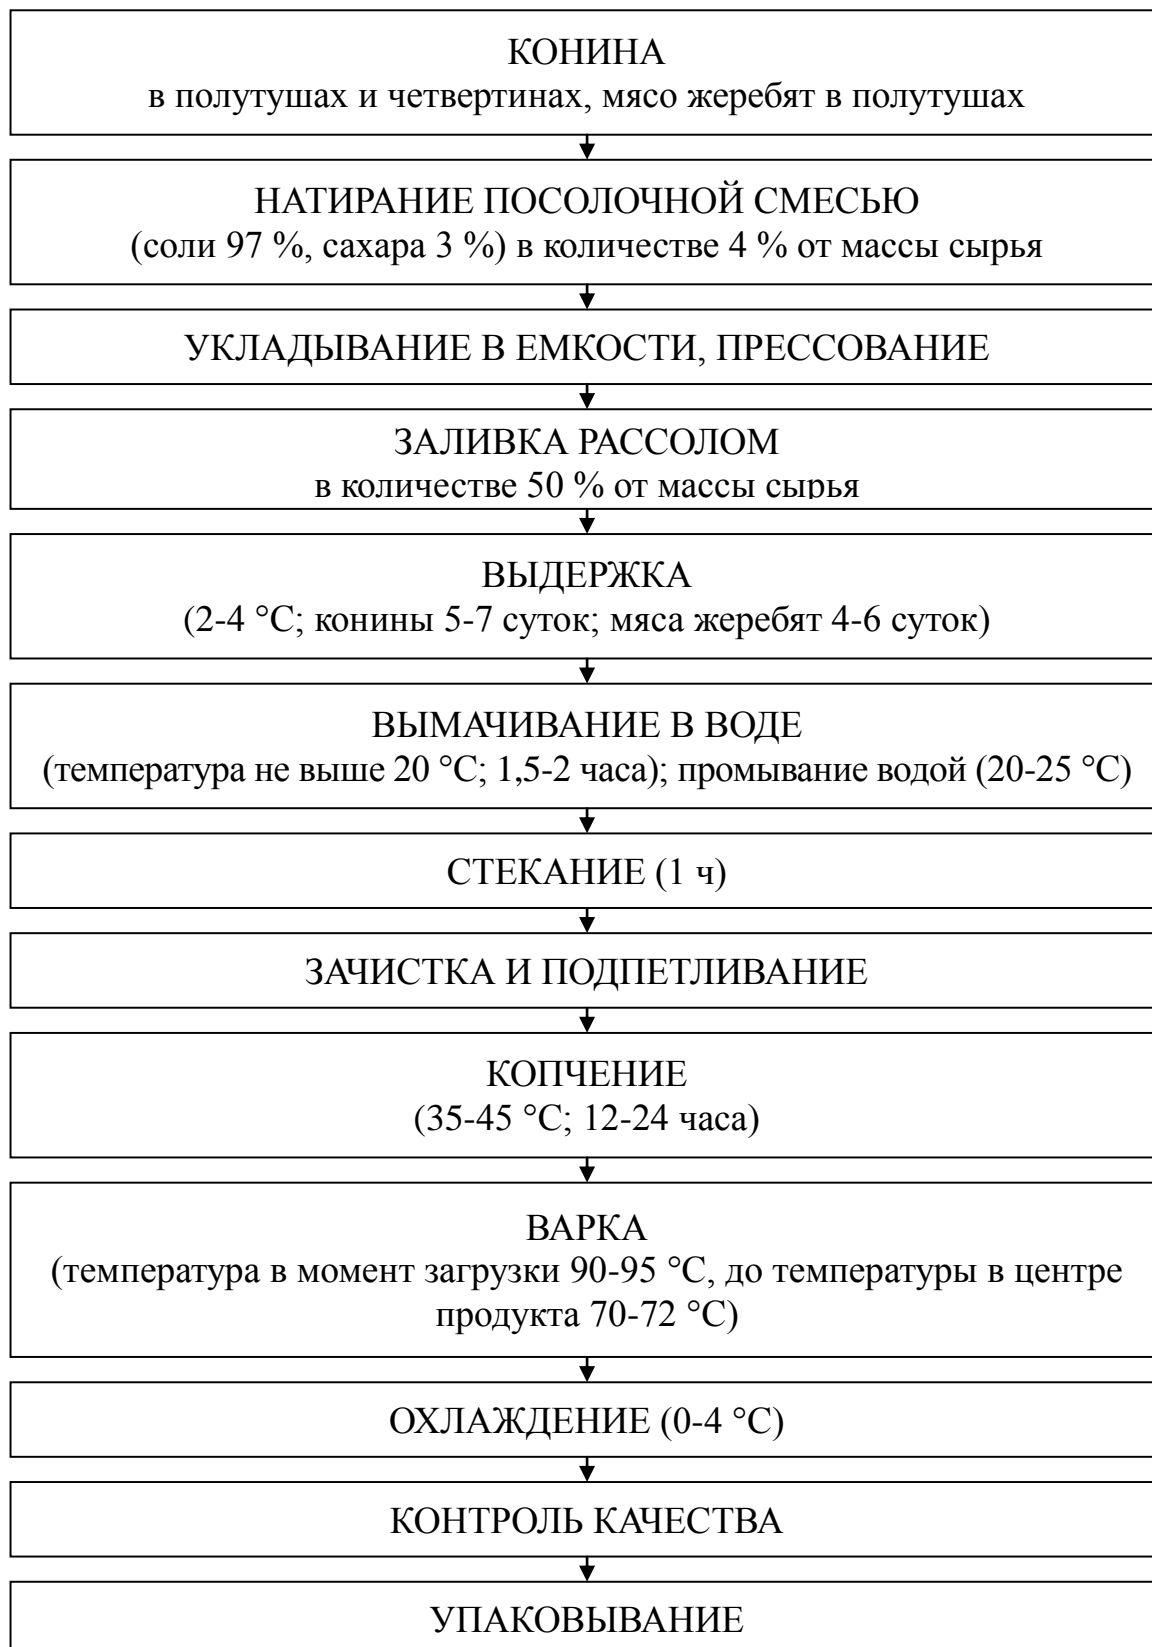 КОНИНА
в полутушах и четвертинах, мясо жеребят в полутушах
НАТИРАНИЕ ПОСОЛОЧНОЙ СМЕСЬЮ
(соли 97 %, сахара 3 %) в количестве 4 % от массы сырья
УКЛАДЫВАНИЕ В ЕМКОСТИ, ПРЕССОВАНИЕ
ЗАЛИВКА РАССОЛОМ
в количестве 50 % от массы сырья
ВЫДЕРЖКА
(2-4 °С; конины 5-7 суток; мяса жеребят 4-6 суток)
ВЫМАЧИВАНИЕ В ВОДЕ
(температура не выше 20 °С; 1,5-2 часа); промывание водой (20-25 °С)
СТЕКАНИЕ (1 ч)
ЗАЧИСТКА И ПОДПЕТЛИВАНИЕ
КОПЧЕНИЕ
(35-45 °С; 12-24 часа)
ВАРКА
(температура в момент загрузки 90-95 °С, до температуры в центре
продукта 70-72 °С)
ОХЛАЖДЕНИЕ (0-4 °С)
КОНТРОЛЬ КАЧЕСТВА
УПАКОВЫВАНИЕ